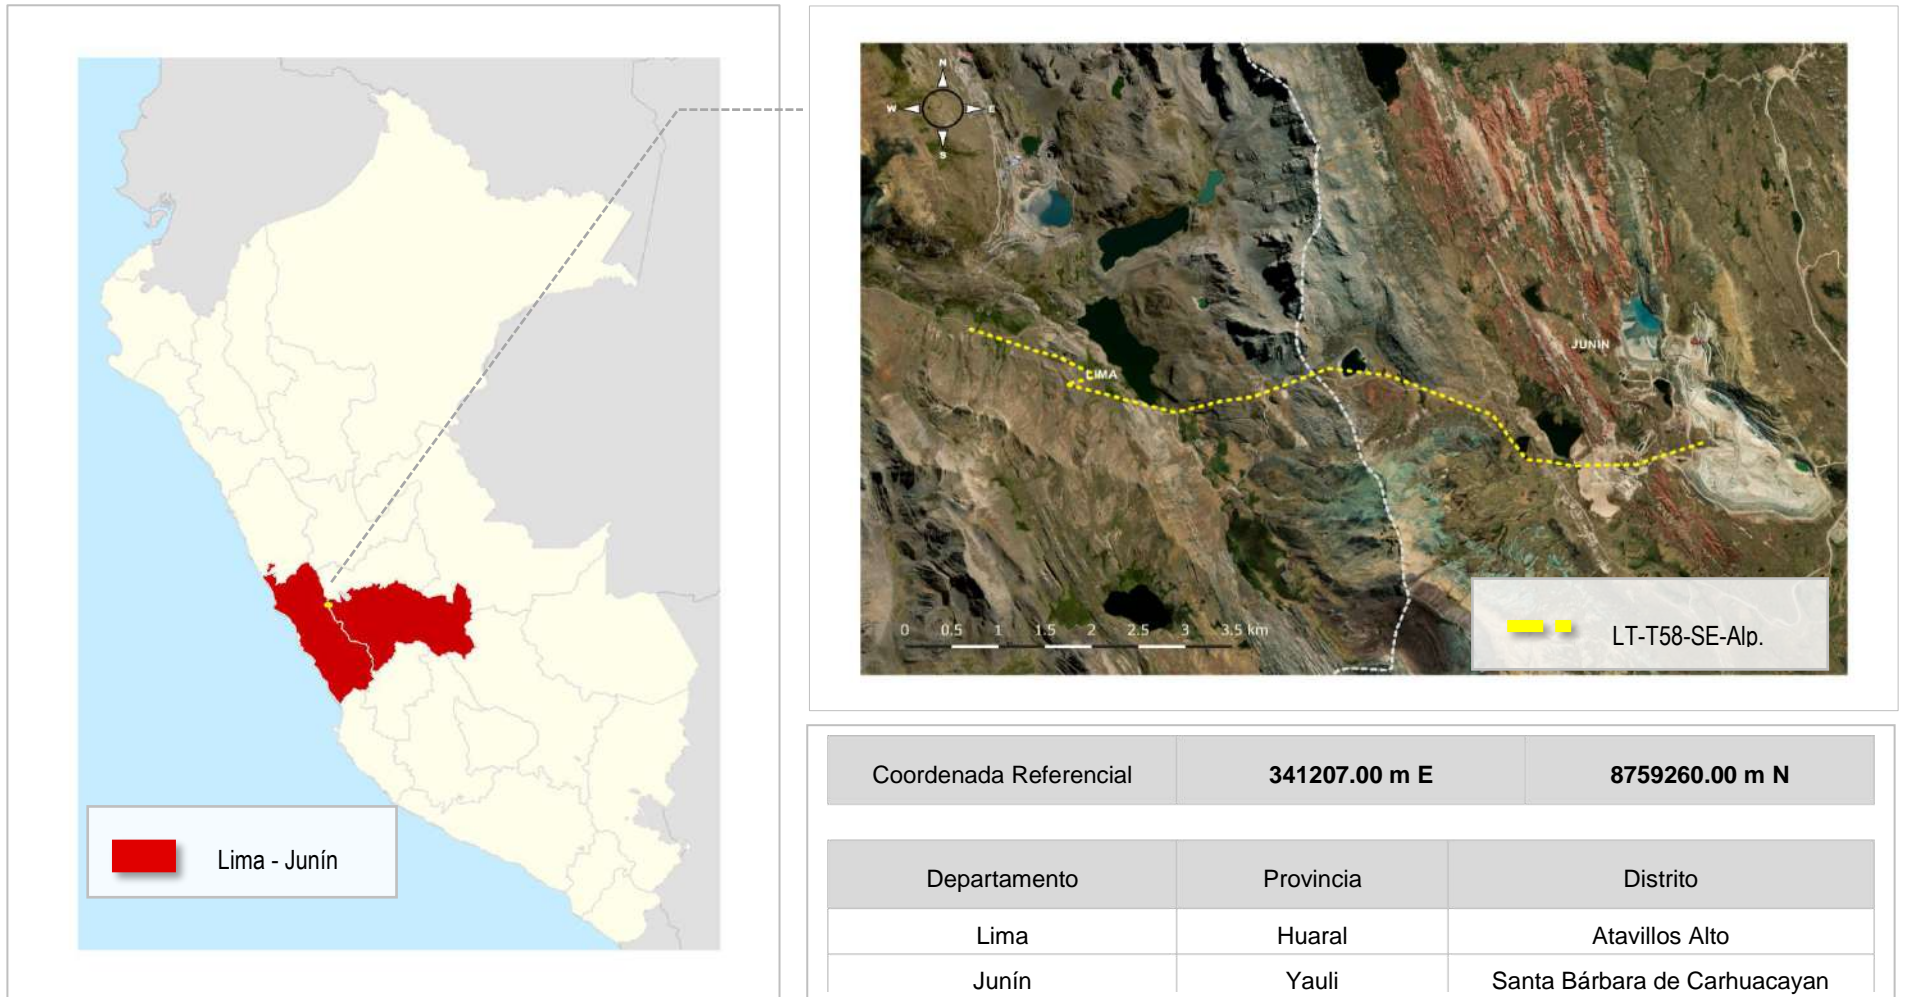 Lima - Junín
N
W
E
S
LIMA
JUNIN
0 0.5 1 1.5 2 2.5 3 3.5 km
LT-T58-SE-Alp.
Coordenada Referencial 341207.00 m E 8759260.00 m N
Departamento Provincia Distrito
Lima Huaral Atavillos Alto
Junín Yauli Santa Bárbara de Carhuacayan